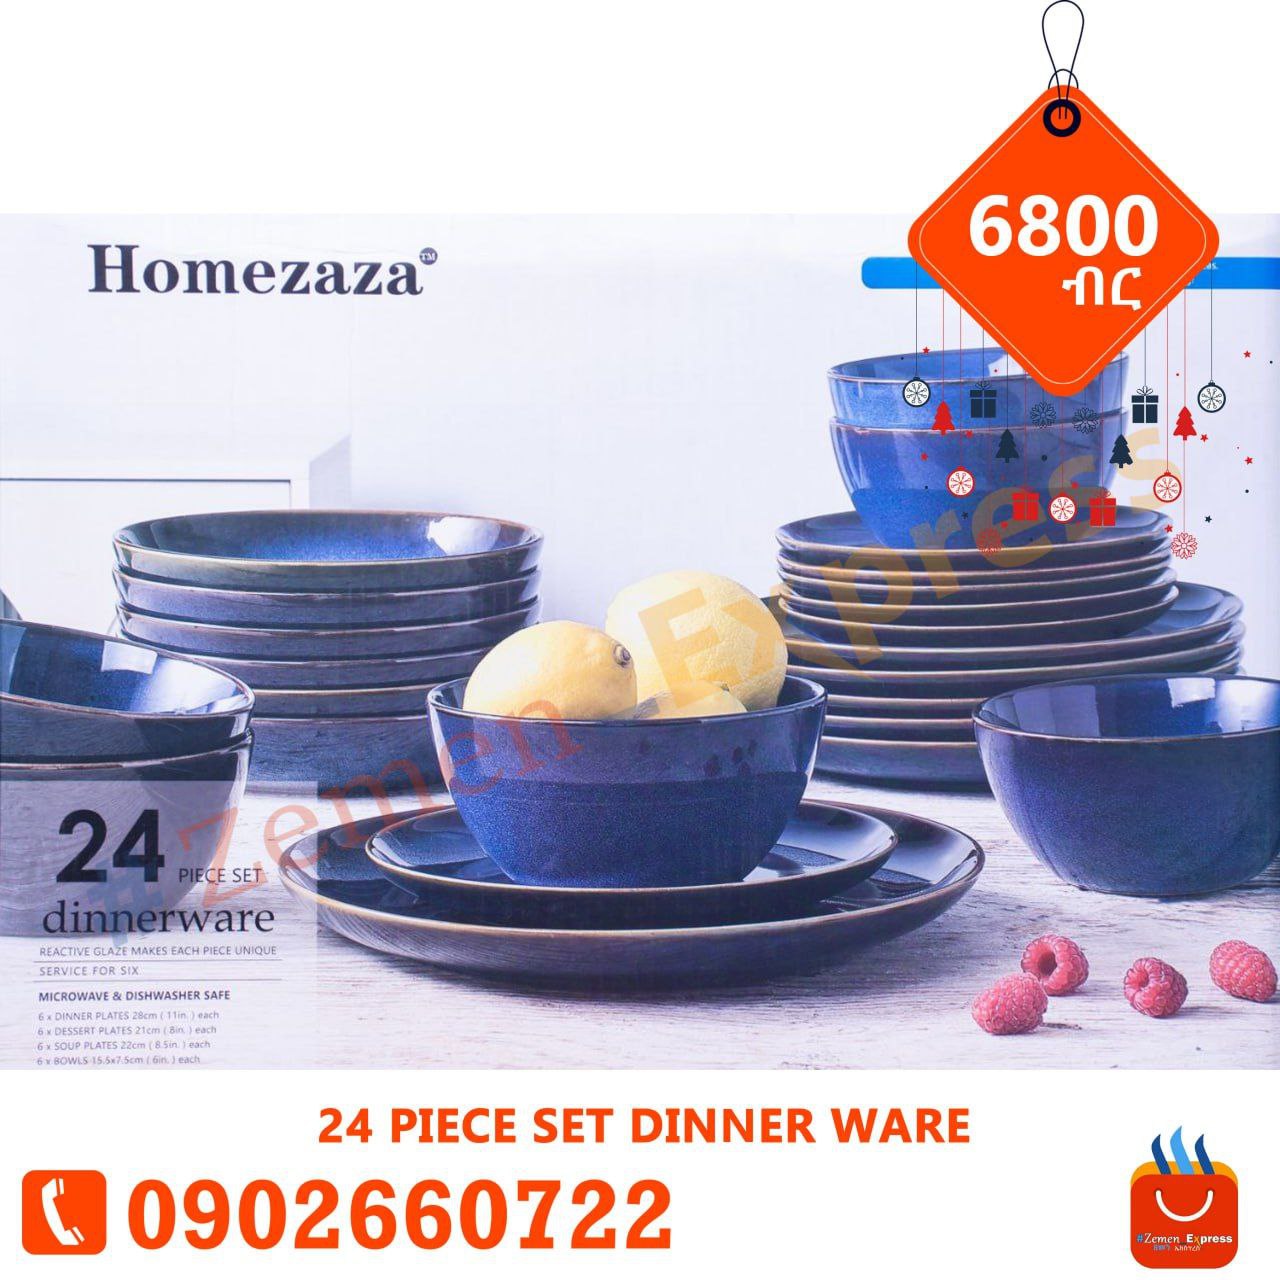 6800
ብር
Homezaza™
#Zemen Express
24 PIECE SET
dinnerware
REACTIVE GLAZE MAKES EACH PIECE UNIQUE
SERVICE FOR SIX
MICROWAVE & DISHWASHER SAFE
6 x DINNER PLATES 28cm ( 11in. ) each
6 x DESSERT PLATES 21cm ( 8in. ) each
6 x SOUP PLATES 22cm ( 8.5in. ) each
6 x BOWLS 15.5x7.5cm ( 6in. ) each
24 PIECE SET DINNER WARE
0902660722
#Zemen Express
ዘመን ኤክስፕረስ